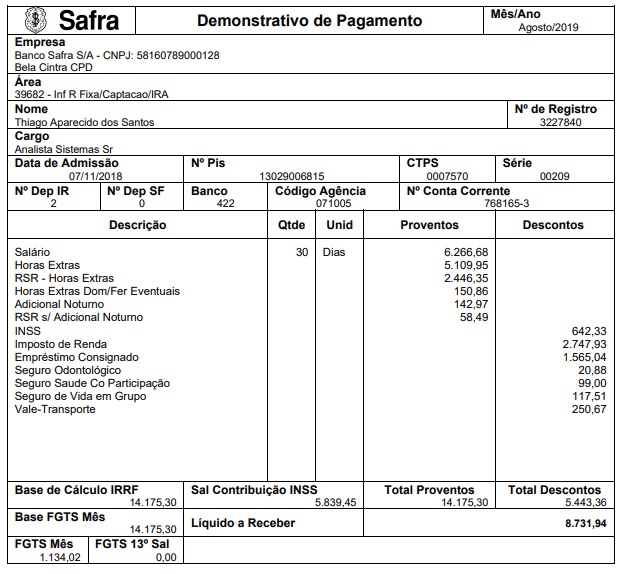 Safra
Demonstrativo de Pagamento
Mês/Ano
Agosto/2019
Empresa
Banco Safra S/A - CNPJ: 58160789000128
Bela Cintra CPD
Área
39682 - Inf R Fixa/Captacao/IRA
Nome Nº de Registro
Thiago Aparecido dos Santos 3227840
Cargo
Analista Sistemas Sr
Data de Admissão Nº Pis CTPS Série
07/11/2018 13029006815 0007570 00209
Nº Dep IR Nº Dep SF Banco Código Agência Nº Conta Corrente
2 0 422 071005 768165-3
Descrição Qtde Unid Proventos Descontos
Salário 30 Dias 6.266,68
Horas Extras 5.109,95
RSR - Horas Extras 2.446,35
Horas Extras Dom/Fer Eventuais 150,86
Adicional Noturno 142,97
RSR s/ Adicional Noturno 58,49
INSS 642,33
Imposto de Renda 2.747,93
Empréstimo Consignado 1.565,04
Seguro Odontológico 20,88
Seguro Saude Co Participação 99,00
Seguro de Vida em Grupo 117,51
Vale-Transporte 250,67
Base de Cálculo IRRF Sal Contribuição INSS Total Proventos Total Descontos
14.175,30 5.839,45 14.175,30 5.443,36
Base FGTS Mês
14.175,30
Líquido a Receber 8.731,94
FGTS Mês FGTS 13º Sal
1.134,02 0,00